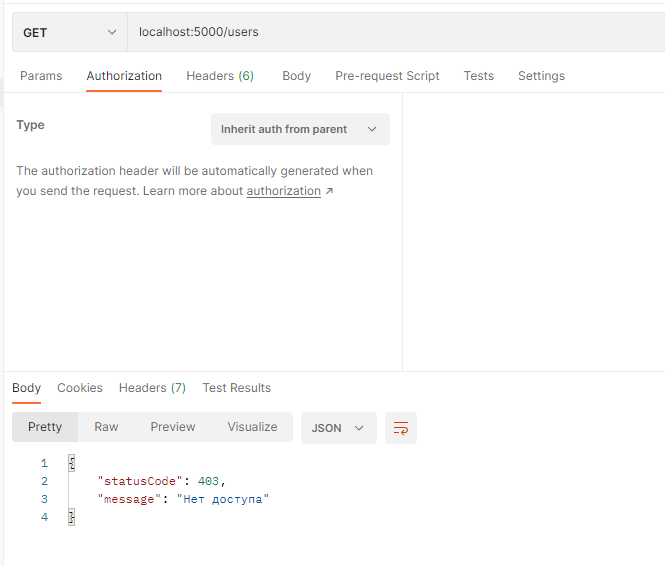 GET localhost:5000/users
Params Authorization Headers (6) Body Pre-request Script Tests Settings
Type Inherit auth from parent
The authorization header will be automatically generated when
you send the request. Learn more about authorization ↗
Body Cookies Headers (7) Test Results
Pretty Raw Preview Visualize JSON
1 {
2 "statusCode": 403,
3 "message": "Нет доступа"
4 }